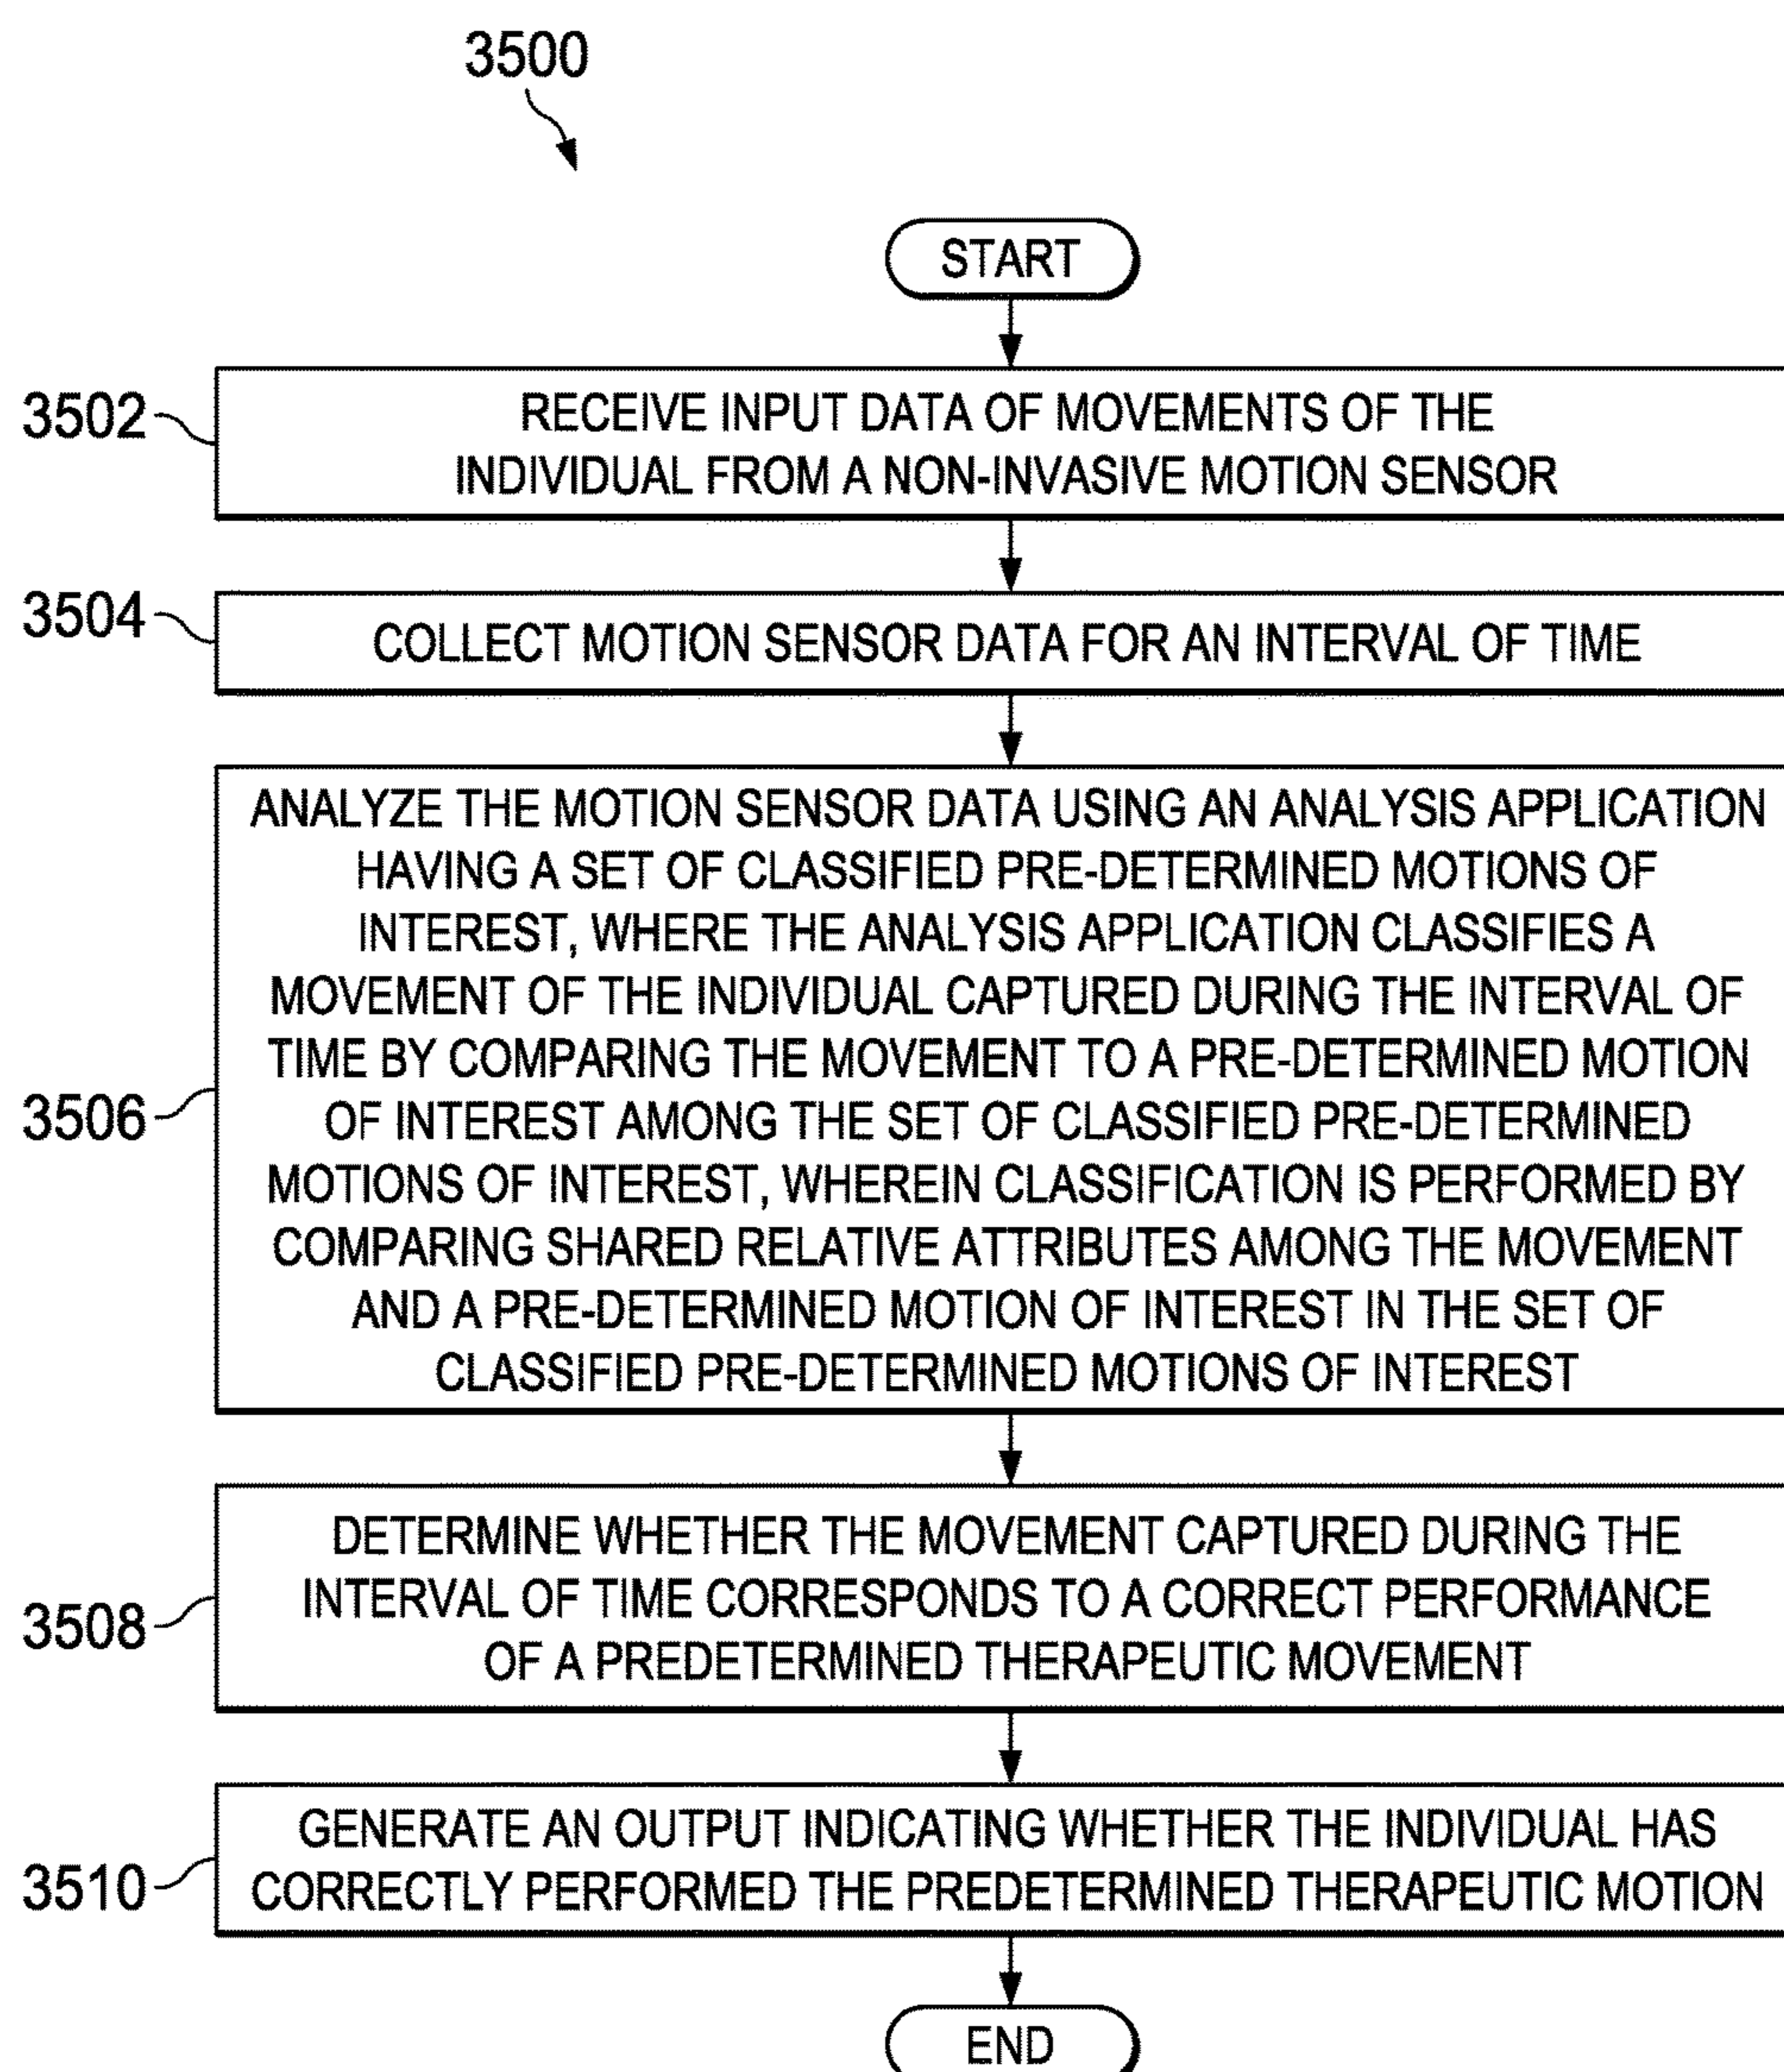 3500
START
3502
RECEIVE INPUT DATA OF MOVEMENTS OF THE
INDIVIDUAL FROM A NON-INVASIVE MOTION SENSOR
3504
COLLECT MOTION SENSOR DATA FOR AN INTERVAL OF TIME
3506
ANALYZE THE MOTION SENSOR DATA USING AN ANALYSIS APPLICATION
HAVING A SET OF CLASSIFIED PRE-DETERMINED MOTIONS OF
INTEREST, WHERE THE ANALYSIS APPLICATION CLASSIFIES A
MOVEMENT OF THE INDIVIDUAL CAPTURED DURING THE INTERVAL OF
TIME BY COMPARING THE MOVEMENT TO A PRE-DETERMINED MOTION
OF INTEREST AMONG THE SET OF CLASSIFIED PRE-DETERMINED
MOTIONS OF INTEREST, WHEREIN CLASSIFICATION IS PERFORMED BY
COMPARING SHARED RELATIVE ATTRIBUTES AMONG THE MOVEMENT
AND A PRE-DETERMINED MOTION OF INTEREST IN THE SET OF
CLASSIFIED PRE-DETERMINED MOTIONS OF INTEREST
3508
DETERMINE WHETHER THE MOVEMENT CAPTURED DURING THE
INTERVAL OF TIME CORRESPONDS TO A CORRECT PERFORMANCE
OF A PREDETERMINED THERAPEUTIC MOVEMENT
3510
GENERATE AN OUTPUT INDICATING WHETHER THE INDIVIDUAL HAS
CORRECTLY PERFORMED THE PREDETERMINED THERAPEUTIC MOTION
END